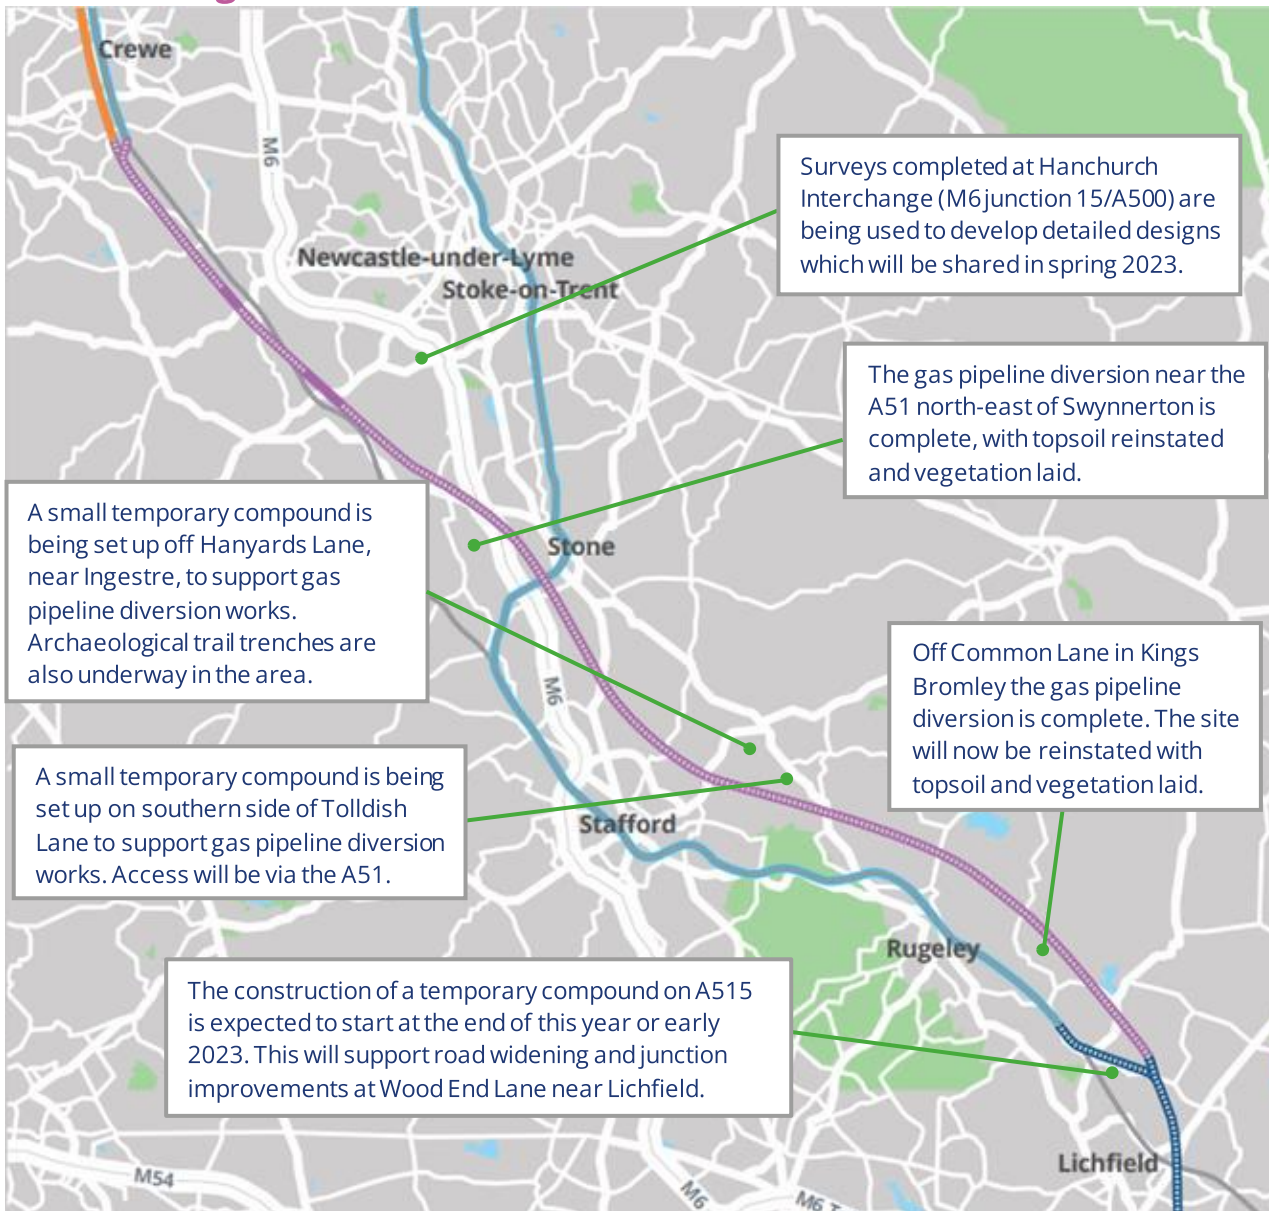 Crewe
M6
Surveys completed at Hanchurch
Interchange (M6 junction 15/A500) are
being used to develop detailed designs
which will be shared in spring 2023.
Newcastle-under-Lyme
Stoke-on-Trent
The gas pipeline diversion near the
A51 north-east of Swynnerton is
complete, with topsoil reinstated
and vegetation laid.
A small temporary compound is
being set up off Hanyards Lane,
near Ingestre, to support gas
pipeline diversion works.
Archaeological trail trenches are
also underway in the area.
Stone
Off Common Lane in Kings
Bromley the gas pipeline
diversion is complete. The site
will now be reinstated with
topsoil and vegetation laid.
M6
A small temporary compound is being
set up on southern side of Tolldish
Lane to support gas pipeline diversion
works. Access will be via the A51.
Stafford
Rugeley
The construction of a temporary compound on A515
is expected to start at the end of this year or early
2023. This will support road widening and junction
improvements at Wood End Lane near Lichfield.
Lichfield
M54
M6
M6 T